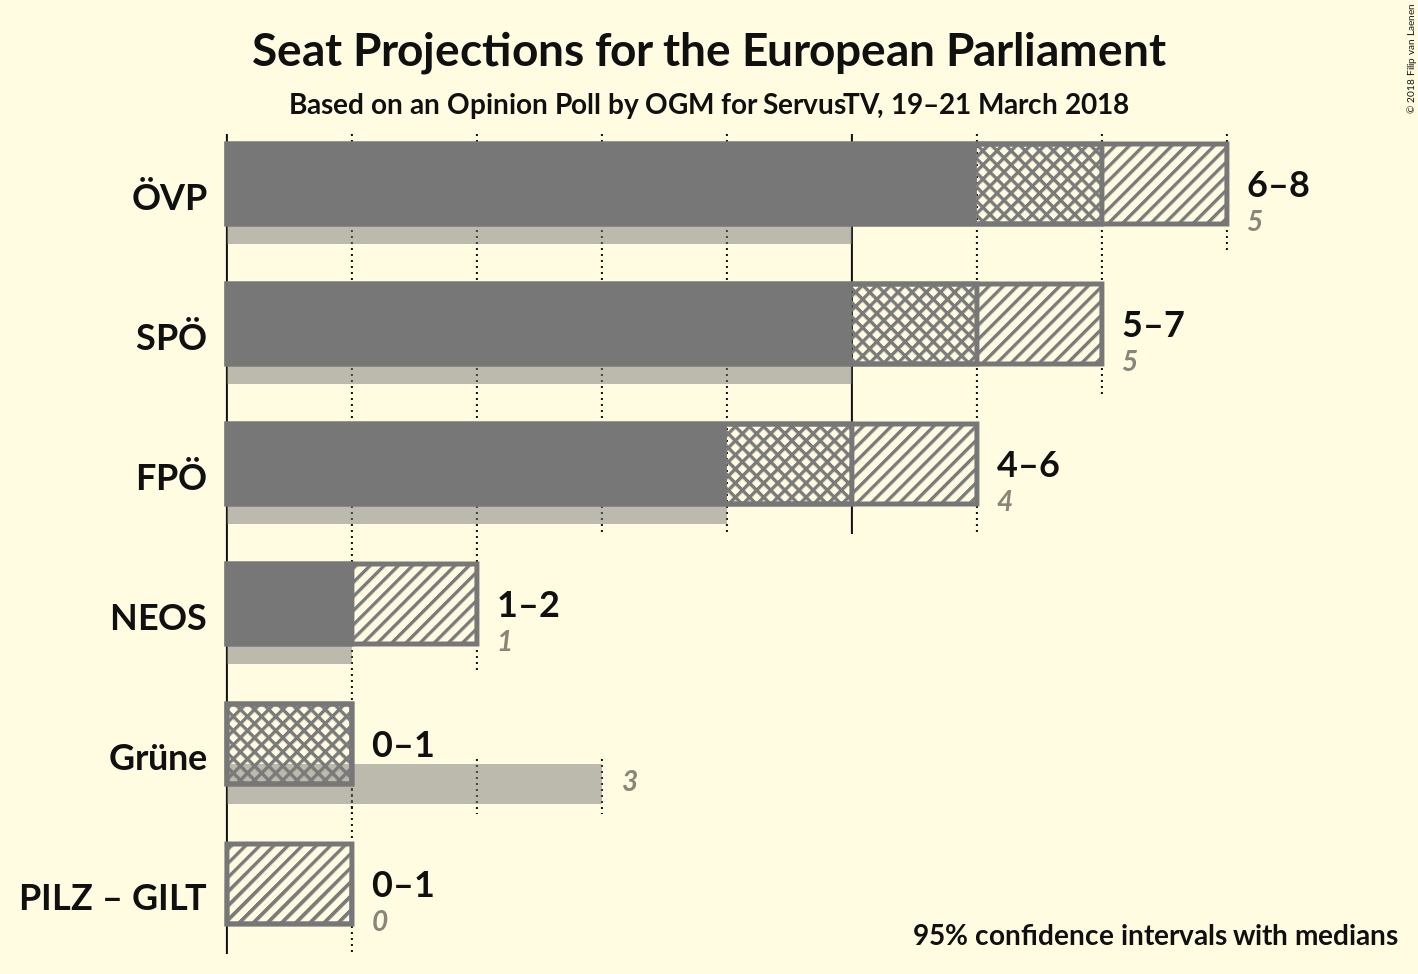 Seat Projections for the European Parliament
Based on an Opinion Poll by OGM for ServusTV, 19–21 March 2018
© 2018 Filip van Laenen
ÖVP
6–8
5
SPÖ
5–7
5
FPÖ
4–6
4
NEOS
1–2
1
Grüne
0–1
3
PILZ – GILT
0–1
0
95% confidence intervals with medians